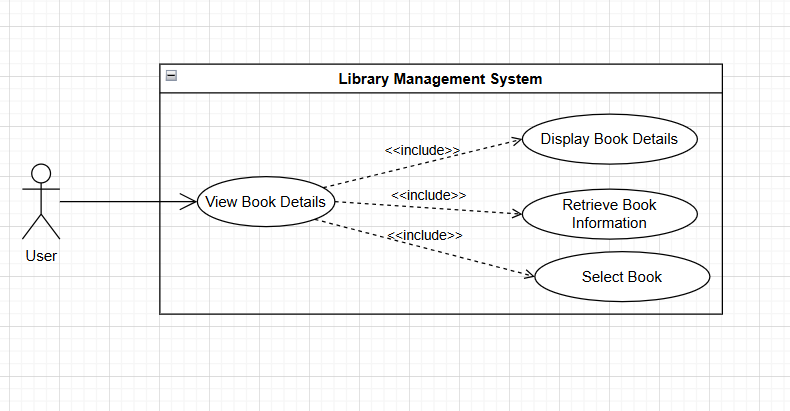 Library Management System
Display Book Details
<<include>>
<<include>>
View Book Details
Retrieve Book
Information
<<include>>
Select Book
User